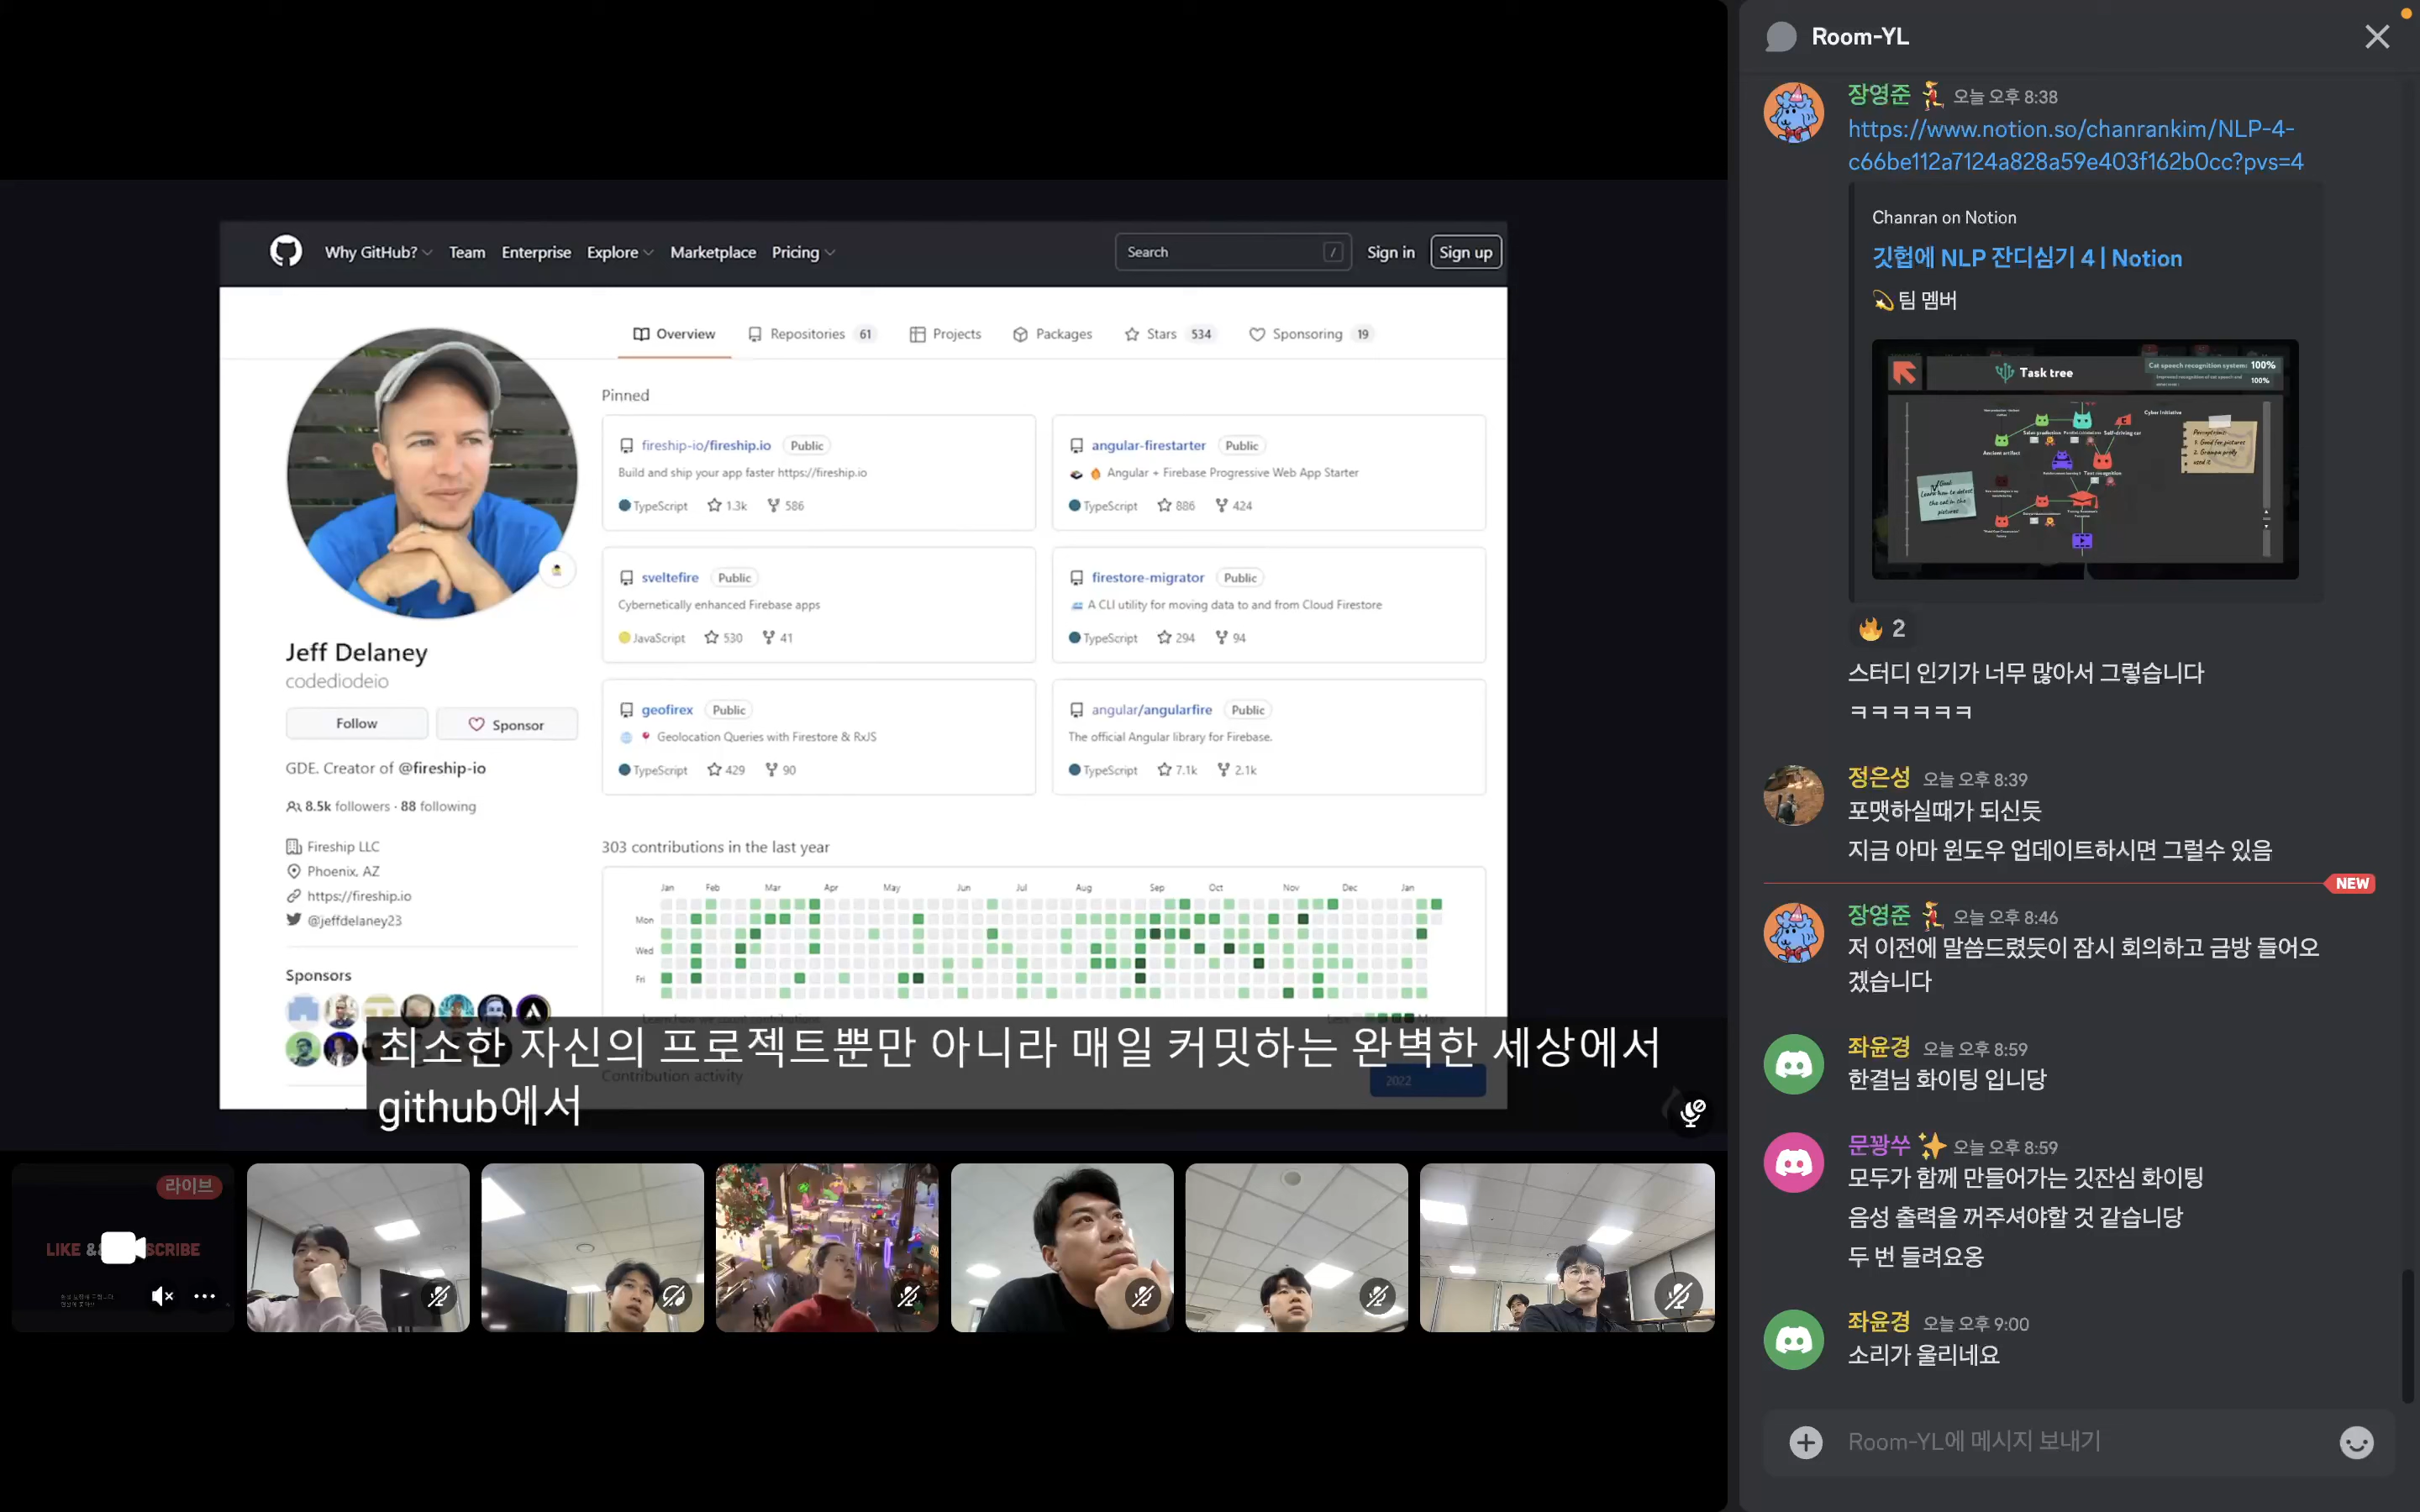 Why GitHub?
Team
Enterprise
Explore
Marketplace
Pricing
Search
/
Sign in
Sign up
Overview
Repositories 61
Projects
Packages
Stars 534
Sponsoring 19
Jeff Delaney
codediodeio
Follow
Sponsor
GDE. Creator of @fireship-io
8.5k followers · 88 following
Fireship LLC
Phoenix, AZ
https://fireship.io
@jeffdelaney23
Sponsors
Pinned
fireship-io/fireship.io Public
Build and ship your app faster https://fireship.io
TypeScript 1.3k 586
angular-firestarter Public
Angular + Firebase Progressive Web App Starter
TypeScript 886 424
sveltefire Public
Cybernetically enhanced Firebase apps
JavaScript 530 41
firestore-migrator Public
A CLI utility for moving data to and from Cloud Firestore
TypeScript 294 94
geofirex Public
Geolocation Queries with Firestore & RxJS
TypeScript 429 90
angular/angularfire Public
The official Angular library for Firebase.
TypeScript 7.1k 2.1k
303 contributions in the last year
Jan Feb Mar Apr May Jun Jul Aug Sep Oct Nov Dec Jan
Mon
Wed
Fri
Contribution activity
2022
최소한 자신의 프로젝트뿐만 아니라 매일 커밋하는 완벽한 세상에서
github에서
라이브
LIKE & SCRIBE
Room-YL
장영준 오늘 오후 8:38
https://www.notion.so/chanrankim/NLP-4-
c66be112a7124a828a59e403f162b0cc?pvs=4
Chanran on Notion
깃헙에 NLP 잔디심기 4 | Notion
팀 멤버
Task tree
Cat speech recognition system: 100%
100%
Cyber Initiative
Ancient artifact
2
스터디 인기가 너무 많아서 그렇습니다
ㅋㅋㅋㅋㅋㅋ
정은성 오늘 오후 8:39
포맷하실때가 되신듯
지금 아마 윈도우 업데이트하시면 그럴수 있음
NEW
장영준 오늘 오후 8:46
저 이전에 말씀드렸듯이 잠시 회의하고 금방 들어오
겠습니다
좌윤경 오늘 오후 8:59
한결님 화이팅 입니당
문꽝쑤 오늘 오후 8:59
모두가 함께 만들어가는 깃잔심 화이팅
음성 출력을 꺼주셔야할 것 같습니당
두 번 들려요옹
좌윤경 오늘 오후 9:00
소리가 울리네요
Room-YL에 메시지 보내기